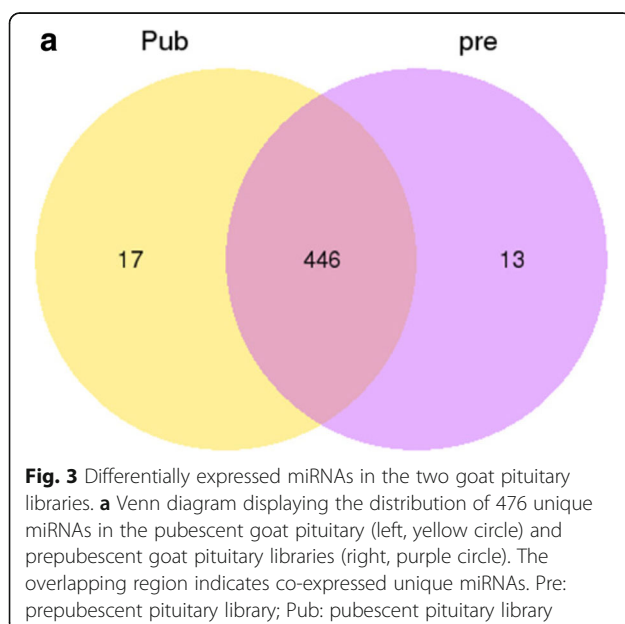 a
Pub pre
17 446 13
Fig. 3 Differentially expressed miRNAs in the two goat pituitary
libraries. a Venn diagram displaying the distribution of 476 unique
miRNAs in the pubescent goat pituitary (left, yellow circle) and
prepubescent goat pituitary libraries (right, purple circle). The
overlapping region indicates co-expressed unique miRNAs. Pre:
prepubescent pituitary library; Pub: pubescent pituitary library